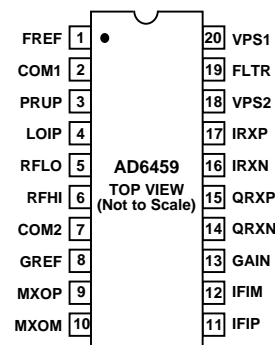 FREF 1 20 VPS1
COM1 2 19 FLTR
PRUP 3 18 VPS2
LOIP 4 17 IRXP
RFLO 5 AD6459 16 IRXN
RFHI 6 TOP VIEW 15 QRXP
(Not to Scale)
COM2 7 14 QRXN
GREF 8 13 GAIN
MXOP 9 12 IFIM
MXOM 10 11 IFIP